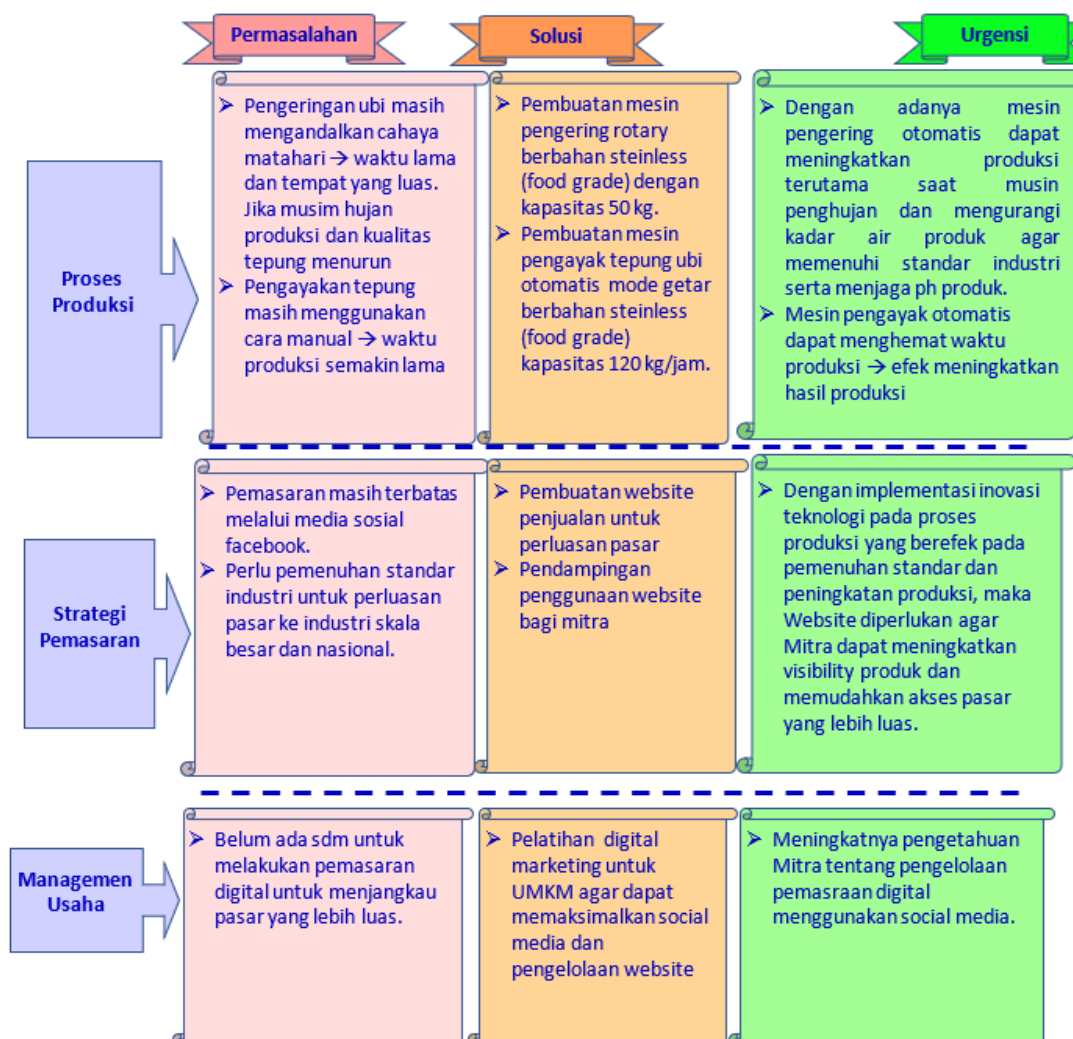 Permasalahan
Solusi
Urgensi
Proses
Produksi
➢ Pengeringan ubi masih
mengandalkan cahaya
matahari → waktu lama
dan tempat yang luas.
Jika musim hujan
produksi dan kualitas
tepung menurun
➢ Pengayakan tepung
masih menggunakan
cara manual → waktu
produksi semakin lama
➢ Pembuatan mesin
pengering rotary
berbahan steinless
(food grade) dengan
kapasitas 50 kg.
➢ Pembuatan mesin
pengayak tepung ubi
otomatis mode getar
berbahan steinless
(food grade)
kapasitas 120 kg/jam.
➢ Dengan adanya mesin
pengering otomatis dapat
meningkatkan produksi
terutama saat musin
penghujan dan mengurangi
kadar air produk agar
memenuhi standar industri
serta menjaga ph produk.
➢ Mesin pengayak otomatis
dapat menghemat waktu
produksi → efek meningkatkan
hasil produksi
Strategi
Pemasaran
➢ Pemasaran masih terbatas
melalui media sosial
facebook.
➢ Perlu pemenuhan standar
industri untuk perluasan
pasar ke industri skala
besar dan nasional.
➢ Pembuatan website
penjualan untuk
perluasan pasar
➢ Pendampingan
penggunaan website
bagi mitra
➢ Dengan implementasi inovasi
teknologi pada proses
produksi yang berefek pada
pemenuhan standar dan
peningkatan produksi, maka
Website diperlukan agar
Mitra dapat meningkatkan
visibility produk dan
memudahkan akses pasar
yang lebih luas.
Managemen
Usaha
➢ Belum ada sdm untuk
melakukan pemasaran
digital untuk menjangkau
pasar yang lebih luas.
➢ Pelatihan digital
marketing untuk
UMKM agar dapat
memaksimalkan social
media dan
pengelolaan website
➢ Meningkatnya pengetahuan
Mitra tentang pengelolaan
pemasraan digital
menggunakan social media.